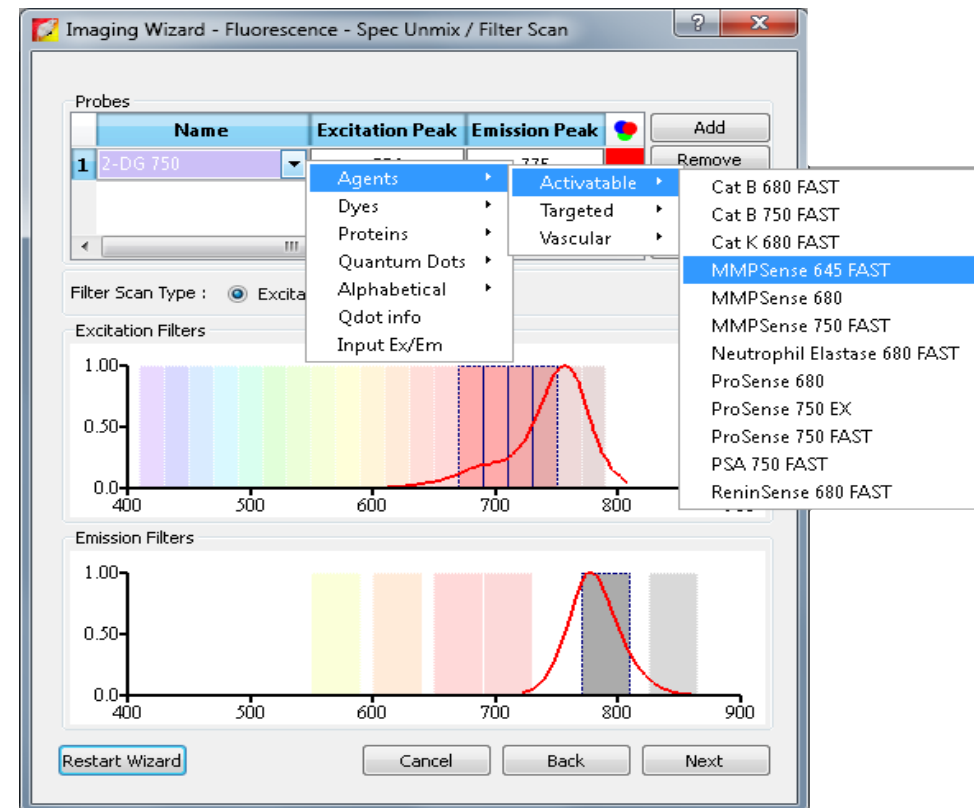 Imaging Wizard - Fluorescence - Spec Unmix / Filter Scan
? X
Probes
Name Excitation Peak Emission Peak
Add
1 2-DG 750
Remove
Agents
Dyes
Proteins
Quantum Dots
Alphabetical
Qdot info
Input Ex/Em
Activatable
Targeted
Vascular
Cat B 680 FAST
Cat B 750 FAST
Cat K 680 FAST
MMPSense 645 FAST
MMPSense 680
MMPSense 750 FAST
Neutrophil Elastase 680 FAST
ProSense 680
ProSense 750 EX
ProSense 750 FAST
PSA 750 FAST
ReninSense 680 FAST
Filter Scan Type : Excita
Excitation Filters
1.00
0.50
0.0
400 500 600 700 800
Emission Filters
1.00
0.50
0.0
400 500 600 700 800 900
Restart Wizard Cancel Back Next